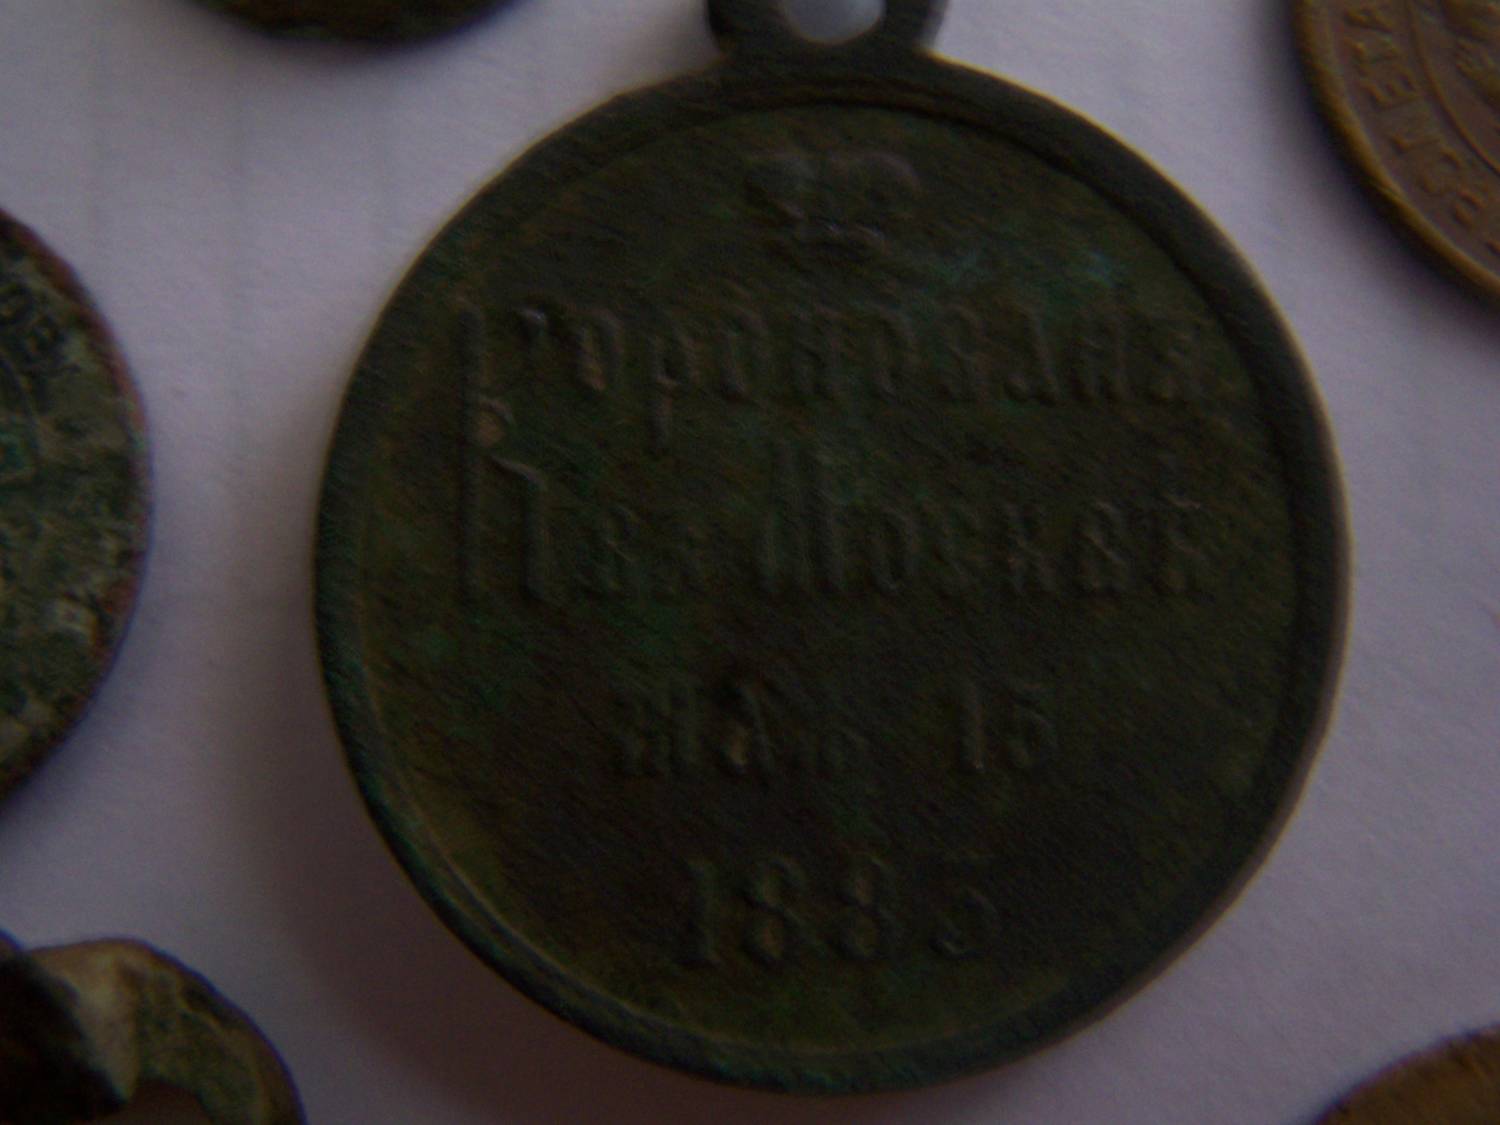 Коронованъ
въ Москвѣ
мая 15
1883